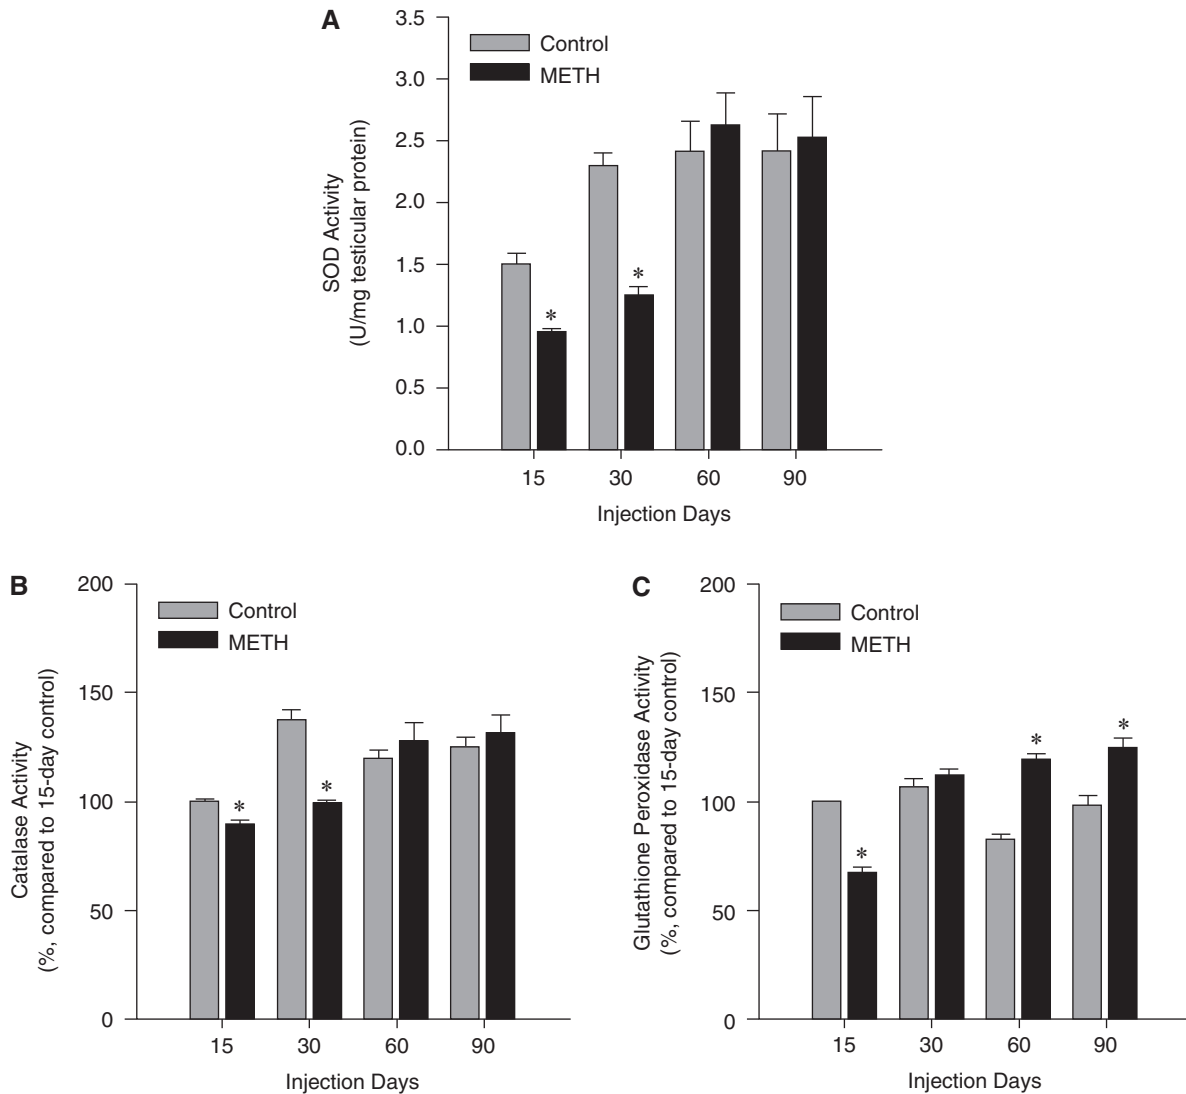 A
3.5
3.0
2.5
2.0
1.5
1.0
0.5
0.0
SOD Activity
(U/mg testicular protein)
Control
METH
*
*
15 30 60 90
Injection Days
B
200
150
100
50
0
Catalase Activity
(%, compared to 15-day control)
Control
METH
*
*
15 30 60 90
Injection Days
C
200
150
100
50
0
Glutathione Peroxidase Activity
(%, compared to 15-day control)
Control
METH
*
*
*
15 30 60 90
Injection Days